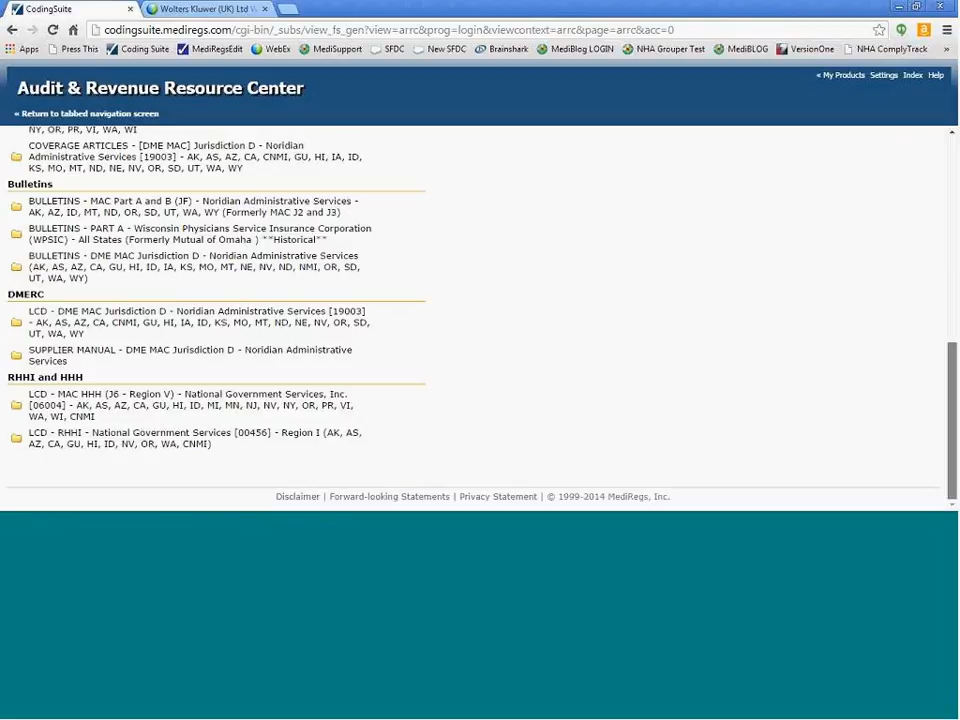 CodingSuite
Wolters Kluwer (UK) Ltd
codingsuite.mediregs.com/cgi-bin/_subs/view_fs_gen?view=arrc&prog=login&viewcontext=arrc&page=arrc&acc=0
Apps Press This Coding Suite MediRegsEdit WebEx MediSupport SFDC New SFDC Brainshark MediBlog LOGIN NHA Grouper Test MediBLOG VersionOne NHA ComplyTrack »
Audit & Revenue Resource Center
« My Products Settings Index Help
« Return to tabbed navigation screen
NY, OR, PR, VI, WA, WI
COVERAGE ARTICLES - [DME MAC] Jurisdiction D - Noridian
Administrative Services [19003] - AK, AS, AZ, CA, CNMI, GU, HI, IA, ID,
KS, MO, MT, ND, NE, NV, OR, SD, UT, WA, WY
Bulletins
BULLETINS - MAC Part A and B (JF) - Noridian Administrative Services -
AK, AZ, ID, MT, ND, OR, SD, UT, WA, WY (Formerly MAC J2 and J3)
BULLETINS - PART A - Wisconsin Physicians Service Insurance Corporation
(WPSIC) - All States (Formerly Mutual of Omaha ) **Historical**
BULLETINS - DME MAC Jurisdiction D - Noridian Administrative Services
(AK, AS, AZ, CA, GU, HI, ID, IA, KS, MO, MT, NE, NV, ND, NMI, OR, SD,
UT, WA, WY)
DMERC
LCD - DME MAC Jurisdiction D - Noridian Administrative Services [19003]
- AK, AS, AZ, CA, CNMI, GU, HI, IA, ID, KS, MO, MT, ND, NE, NV, OR, SD,
UT, WA, WY
SUPPLIER MANUAL - DME MAC Jurisdiction D - Noridian Administrative
Services
RHHI and HHH
LCD - MAC HHH (J6 - Region V) - National Government Services, Inc.
[06004] - AK, AS, AZ, CA, GU, HI, ID, MI, MN, NJ, NV, NY, OR, PR, VI,
WA, WI, CNMI
LCD - RHHI - National Government Services [00456] - Region I (AK, AS,
AZ, CA, GU, HI, ID, NV, OR, WA, CNMI)
Disclaimer | Forward-looking Statements | Privacy Statement | © 1999-2014 MediRegs, Inc.